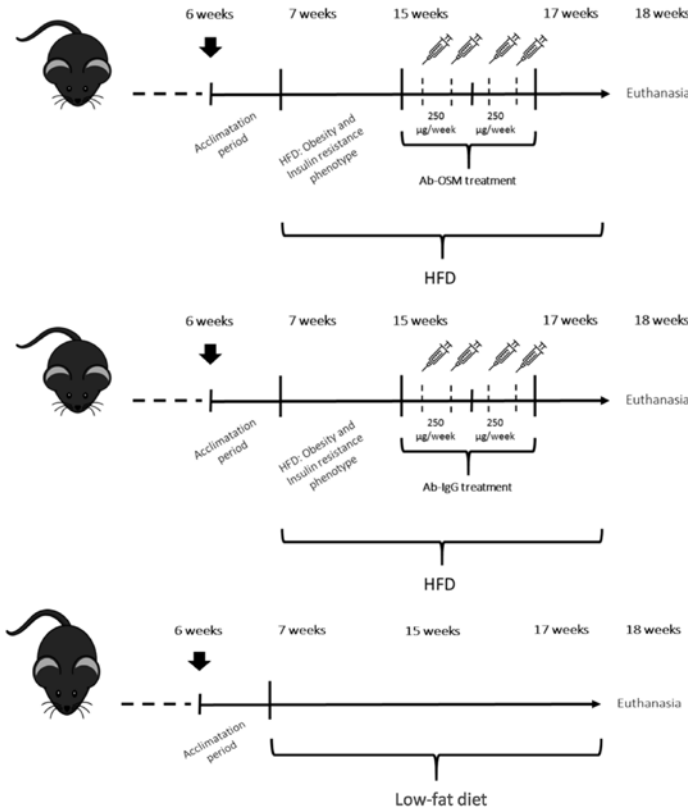 6 weeks 7 weeks 15 weeks 17 weeks 18 weeks
Euthanasia
250 µg/week
250 µg/week
Acclimatation period
HFD: Obesity and Insulin resistance phenotype
Ab-OSM treatment
HFD
6 weeks 7 weeks 15 weeks 17 weeks 18 weeks
Euthanasia
250 µg/week
250 µg/week
Acclimatation period
HFD: Obesity and Insulin resistance phenotype
Ab-IgG treatment
HFD
6 weeks 7 weeks 15 weeks 17 weeks 18 weeks
Euthanasia
Acclimatation period
Low-fat diet